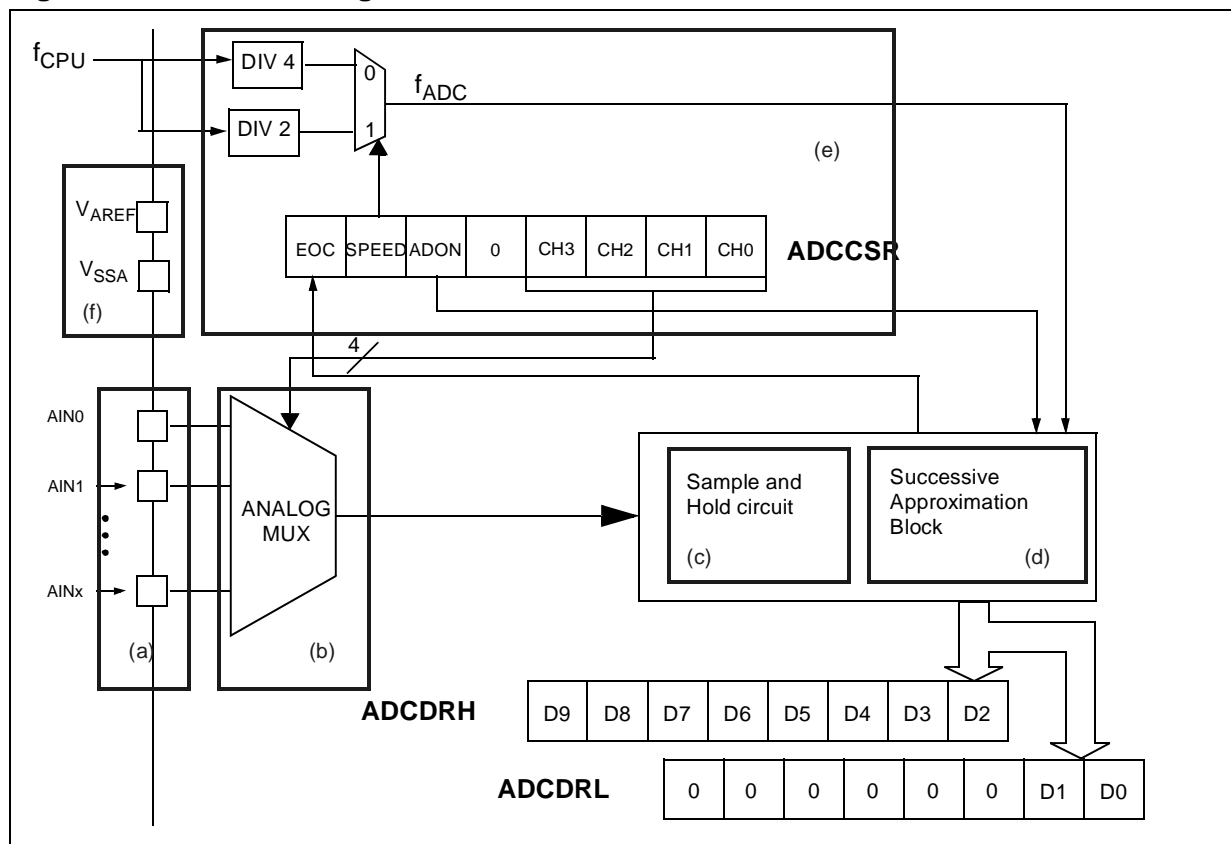 fCPU
DIV 4
0
fADC
DIV 2
1
(e)
VAREF
VSSA
(f)
EOC SPEED ADON 0 CH3 CH2 CH1 CH0 ADCCSR
4
AIN0
AIN1
AINx
ANALOG
MUX
(a)
(b)
Sample and
Hold circuit
(c)
Successive
Approximation
Block
(d)
ADCDRH D9 D8 D7 D6 D5 D4 D3 D2
ADCDRL 0 0 0 0 0 0 D1 D0